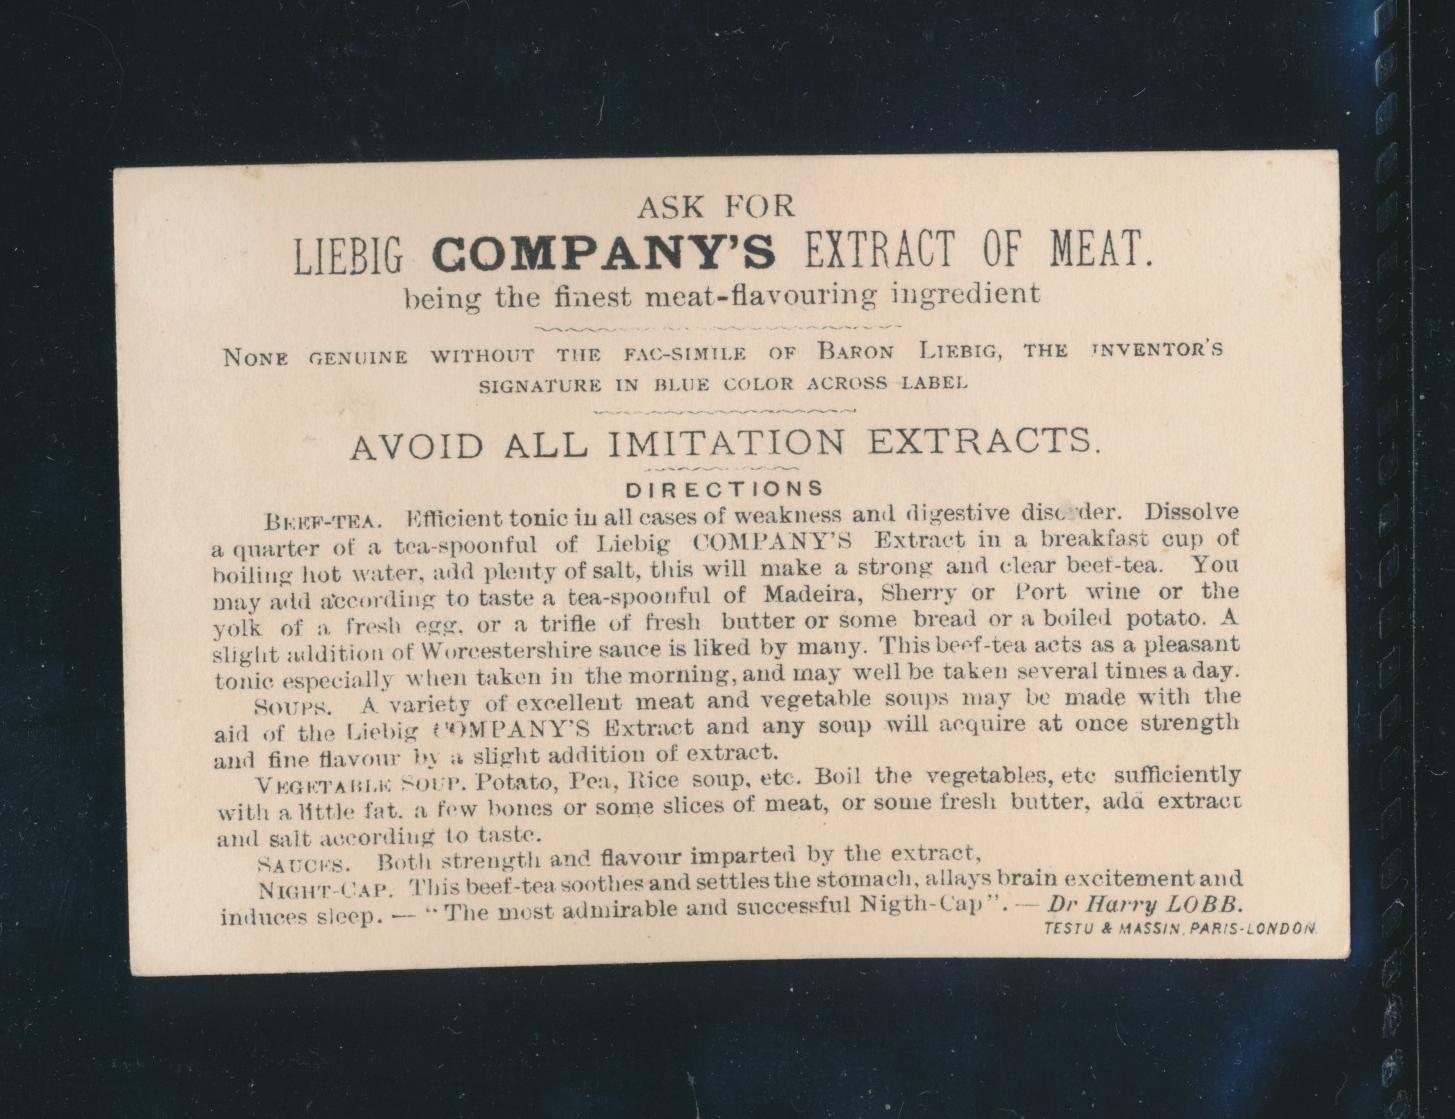 ASK FOR
LIEBIG COMPANY'S EXTRACT OF MEAT.
being the finest meat-flavouring ingredient
NONE GENUINE WITHOUT THE FAC-SIMILE OF BARON LIEBIG, THE INVENTOR'S
SIGNATURE IN BLUE COLOR ACROSS LABEL
AVOID ALL IMITATION EXTRACTS.
DIRECTIONS
BEEF-TEA. Efficient tonic in all cases of weakness and digestive disorder. Dissolve
a quarter of a tea-spoonful of Liebig COMPANY'S Extract in a breakfast cup of
boiling hot water, add plenty of salt, this will make a strong and clear beef-tea. You
may add according to taste a tea-spoonful of Madeira, Sherry or Port wine or the
yolk of a fresh egg, or a trifle of fresh butter or some bread or a boiled potato. A
slight addition of Worcestershire sauce is liked by many. This beef-tea acts as a pleasant
tonic especially when taken in the morning, and may well be taken several times a day.
SOUPS. A variety of excellent meat and vegetable soups may be made with the
aid of the Liebig COMPANY'S Extract and any soup will acquire at once strength
and fine flavour by a slight addition of extract.
VEGETABLE SOUP. Potato, Pea, Rice soup, etc. Boil the vegetables, etc sufficiently
with a little fat, a few bones or some slices of meat, or some fresh butter, add extract
and salt according to taste.
SAUCES. Both strength and flavour imparted by the extract,
NIGHT-CAP. This beef-tea soothes and settles the stomach, allays brain excitement and
induces sleep. — "The most admirable and successful Nigth-Cap". — Dr Harry LOBB.
TESTU & MASSIN, PARIS-LONDON.